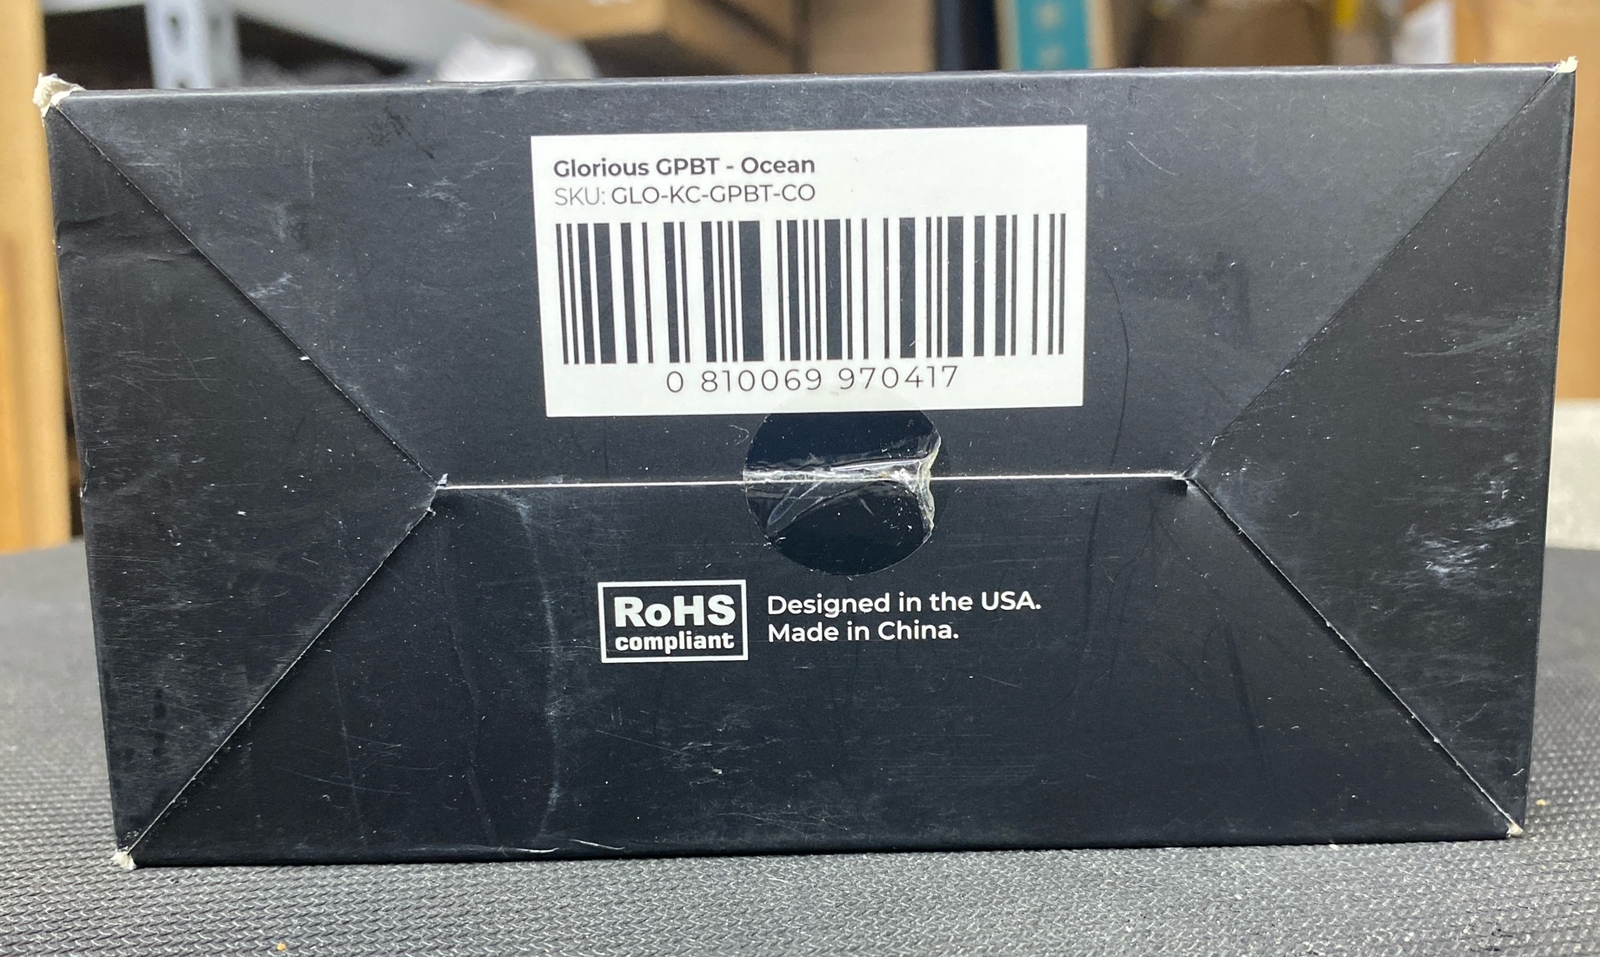 Glorious GPBT - Ocean
SKU: GLO-KC-GPBT-CO
0 810069 970417
RoHS
compliant
Designed in the USA.
Made in China.